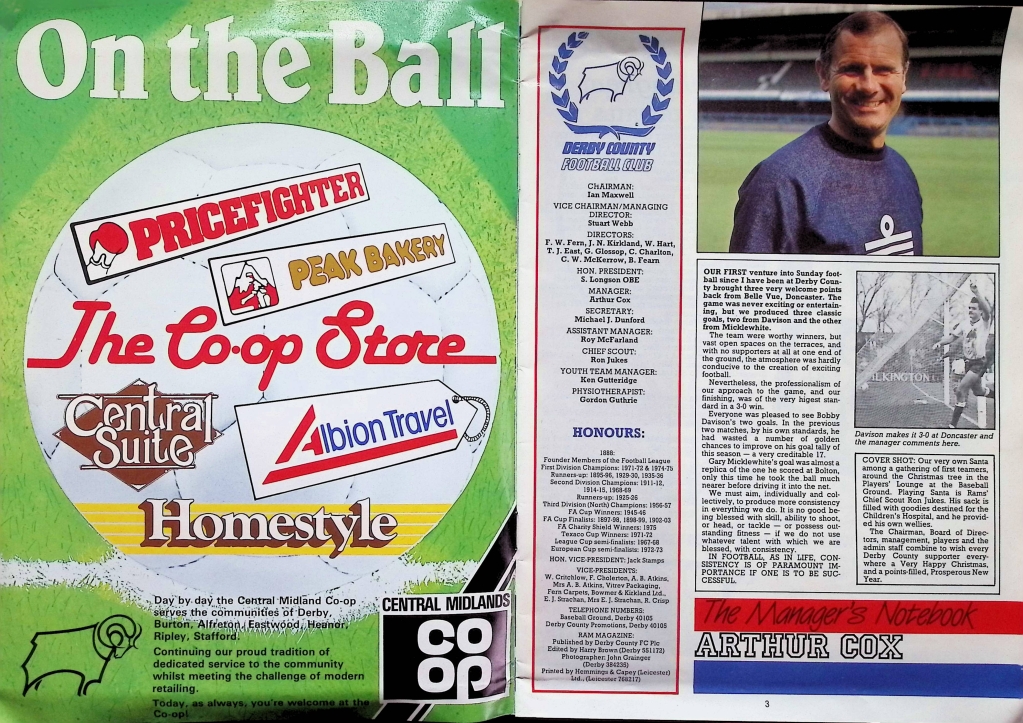 On the Ball
PRICEFIGHTER
PEAK BAKERY
The Co-op Store
Central
Suite
Albion Travel
Homestyle
Day by day the Central Midland Co-op
serves the communities of Derby,
Burton, Alfreton, Eastwood, Heanor,
Ripley, Stafford.
Continuing our proud tradition of
dedicated service to the community
whilst meeting the challenge of modern
retailing.
Today, as always, you're welcome at the
Co-op!
CENTRAL MIDLANDS
CO
OP
DERBY COUNTY
FOOTBALL CLUB
CHAIRMAN:
Ian Maxwell
VICE CHAIRMAN/MANAGING
DIRECTOR:
Stuart Webb
DIRECTORS:
F. W. Fern, J. N. Kirkland, W. Hart,
T. J. East, G. Glossop, C. Charlton,
C. W. McKerrow, B. Fearn
HON. PRESIDENT:
S. Longson OBE
MANAGER:
Arthur Cox
SECRETARY:
Michael J. Dunford
ASSISTANT MANAGER:
Roy McFarland
CHIEF SCOUT:
Ron Jukes
YOUTH TEAM MANAGER:
Ken Gutteridge
PHYSIOTHERAPIST:
Gordon Guthrie
HONOURS:
1888:
Founder Members of the Football League
First Division Champions: 1971-72 & 1974-75
Runners-up: 1895-96, 1929-30, 1935-36
Second Division Champions: 1911-12,
1914-15, 1968-69
Runners-up: 1925-26
Third Division (North) Champions: 1956-57
FA Cup Winners: 1945-46
FA Cup Finalists: 1897-98, 1898-99, 1902-03
FA Charity Shield Winners: 1975
Texaco Cup Winners: 1971-72
League Cup semi-finalists: 1967-68
European Cup semi-finalists: 1972-73
HON. VICE-PRESIDENT: Jack Stamps
VICE-PRESIDENTS:
W. Critchlow, F. Cholerton, A. B. Atkins,
Mrs A. B. Atkins, Vitrev Packaging,
Fern Carpets, Bowmer & Kirkland Ltd.,
E. J. Strachan, Mrs E. J. Strachan, R. Crisp
TELEPHONE NUMBERS:
Baseball Ground, Derby 40105
Derby County Promotions, Derby 40105
RAM MAGAZINE:
Published by Derby County FC Plc
Edited by Harry Brown (Derby 551172)
Photographer: John Grainger
(Derby 384235)
Printed by Hemmings & Capey (Leicester)
Ltd., (Leicester 768217)
OUR FIRST venture into Sunday foot-
ball since I have been at Derby Coun-
ty brought three very welcome points
back from Belle Vue, Doncaster. The
game was never exciting or entertain-
ing, but we produced three classic
goals, two from Davison and the other
from Micklewhite.
The team were worthy winners, but
vast open spaces on the terraces, and
with no supporters at all at one end of
the ground, the atmosphere was hardly
conducive to the creation of exciting
football.
Nevertheless, the professionalism of
our approach to the game, and our
finishing, was of the very higest stan-
dard in a 3-0 win.
Everyone was pleased to see Bobby
Davison's two goals. In the previous
two matches, by his own standards, he
had wasted a number of golden
chances to improve on his goal tally of
this season — a very creditable 17.
Gary Micklewhite's goal was almost a
replica of the one he scored at Bolton,
only this time he took the ball much
nearer before driving it into the net.
We must aim, individually and col-
lectively, to produce more consistency
in everything we do. It is no good be-
ing blessed with skill, ability to shoot,
or head, or tackle — or possess out-
standing fitness — if we do not use
whatever talent with which we are
blessed, with consistency.
IN FOOTBALL, AS IN LIFE, CON-
SISTENCY IS OF PARAMOUNT IM-
PORTANCE IF ONE IS TO BE SUC-
CESSFUL.
ILKINGTON
Davison makes it 3-0 at Doncaster and
the manager comments here.
COVER SHOT: Our very own Santa
among a gathering of first teamers,
around the Christmas tree in the
Players' Lounge at the Baseball
Ground. Playing Santa is Rams'
Chief Scout Ron Jukes. His sack is
filled with goodies destined for the
Children's Hospital, and he provid-
ed his own wellies.
The Chairman, Board of Direc-
tors, management, players and the
admin staff combine to wish every
Derby County supporter every-
where a Very Happy Christmas,
and a points-filled, Prosperous New
Year.
The Manager's Notebook
ARTHUR COX
3